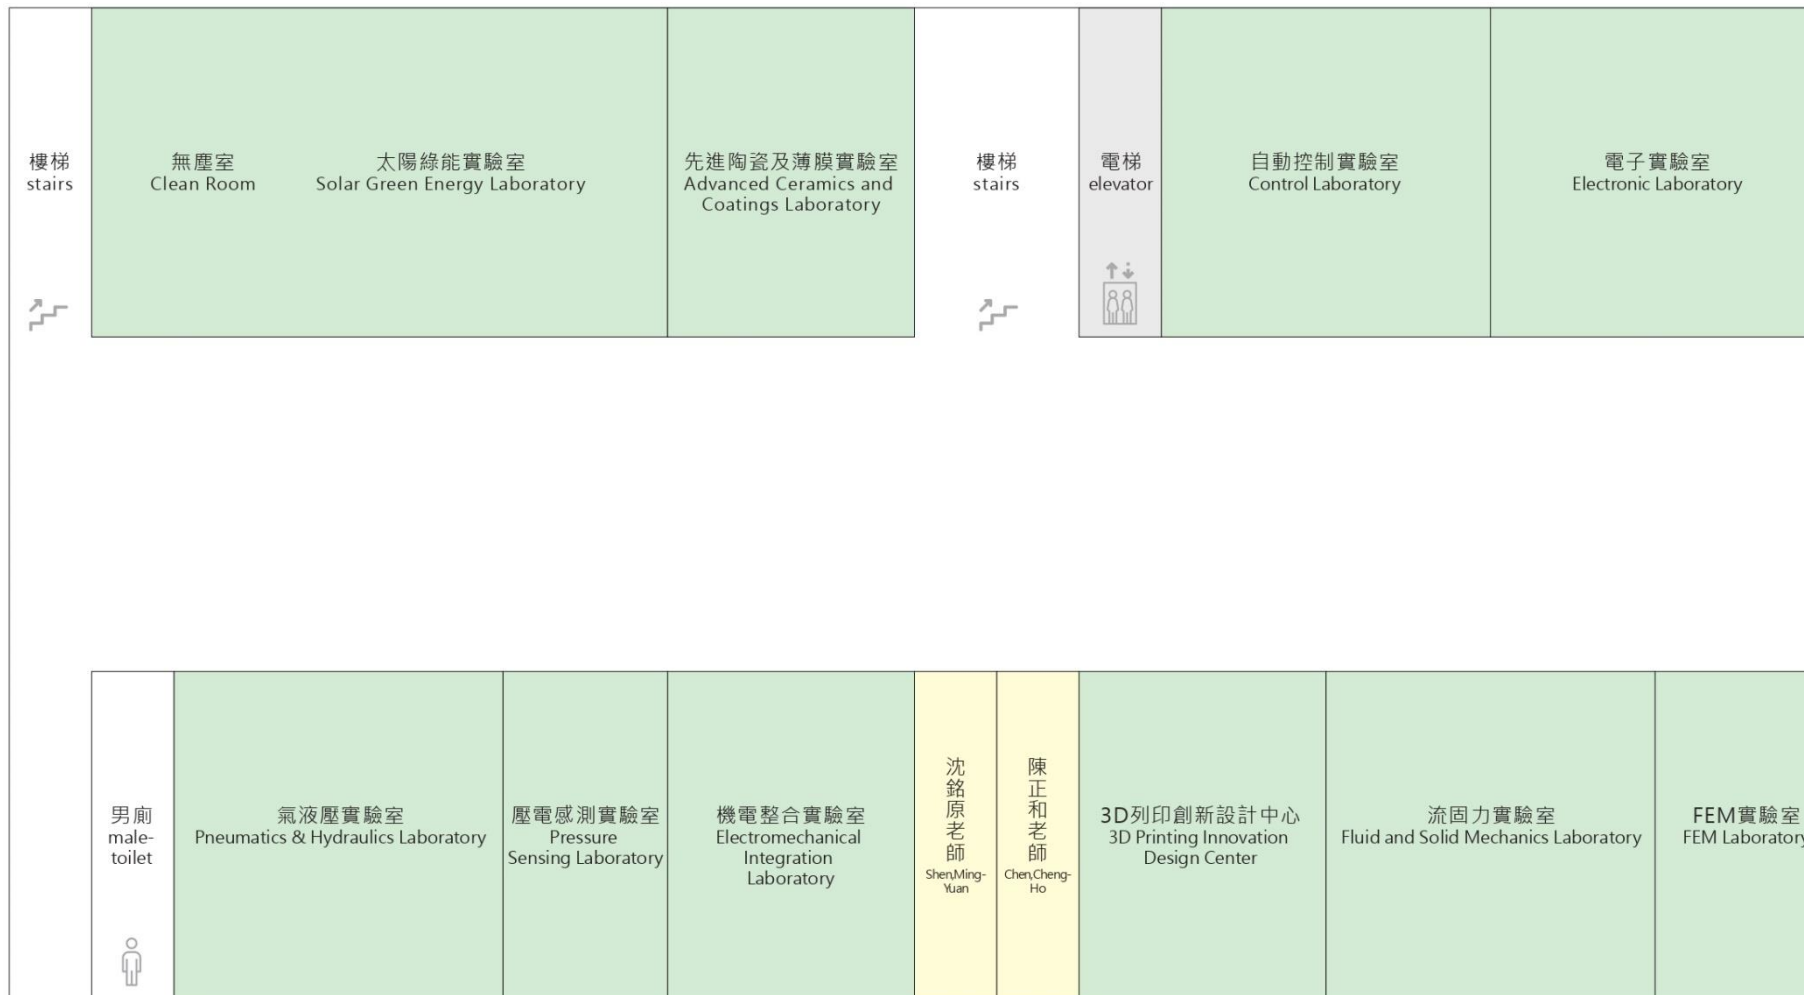 樓梯
stairs
無塵室
Clean Room
太陽綠能實驗室
Solar Green Energy Laboratory
先進陶瓷及薄膜實驗室
Advanced Ceramics and
Coatings Laboratory
樓梯
stairs
電梯
elevator
自動控制實驗室
Control Laboratory
電子實驗室
Electronic Laboratory
男廁
male-
toilet
氣液壓實驗室
Pneumatics & Hydraulics Laboratory
壓電感測實驗室
Pressure
Sensing Laboratory
機電整合實驗室
Electromechanical
Integration
Laboratory
沈銘原老師
Shen,Ming-
Yuan
陳正和老師
Chen,Cheng-
Ho
3D列印創新設計中心
3D Printing Innovation
Design Center
流固力實驗室
Fluid and Solid Mechanics Laboratory
FEM實驗室
FEM Laboratory